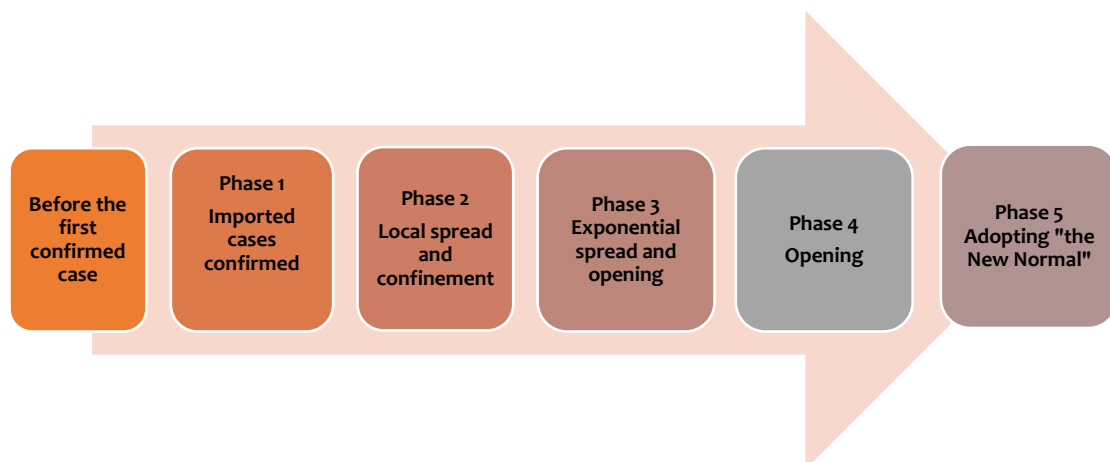 Before the
first
confirmed
case
Phase 1
Imported
cases
confirmed
Phase 2
Local spread
and
confinement
Phase 3
Exponential
spread and
opening
Phase 4
Opening
Phase 5
Adopting "the
New Normal"